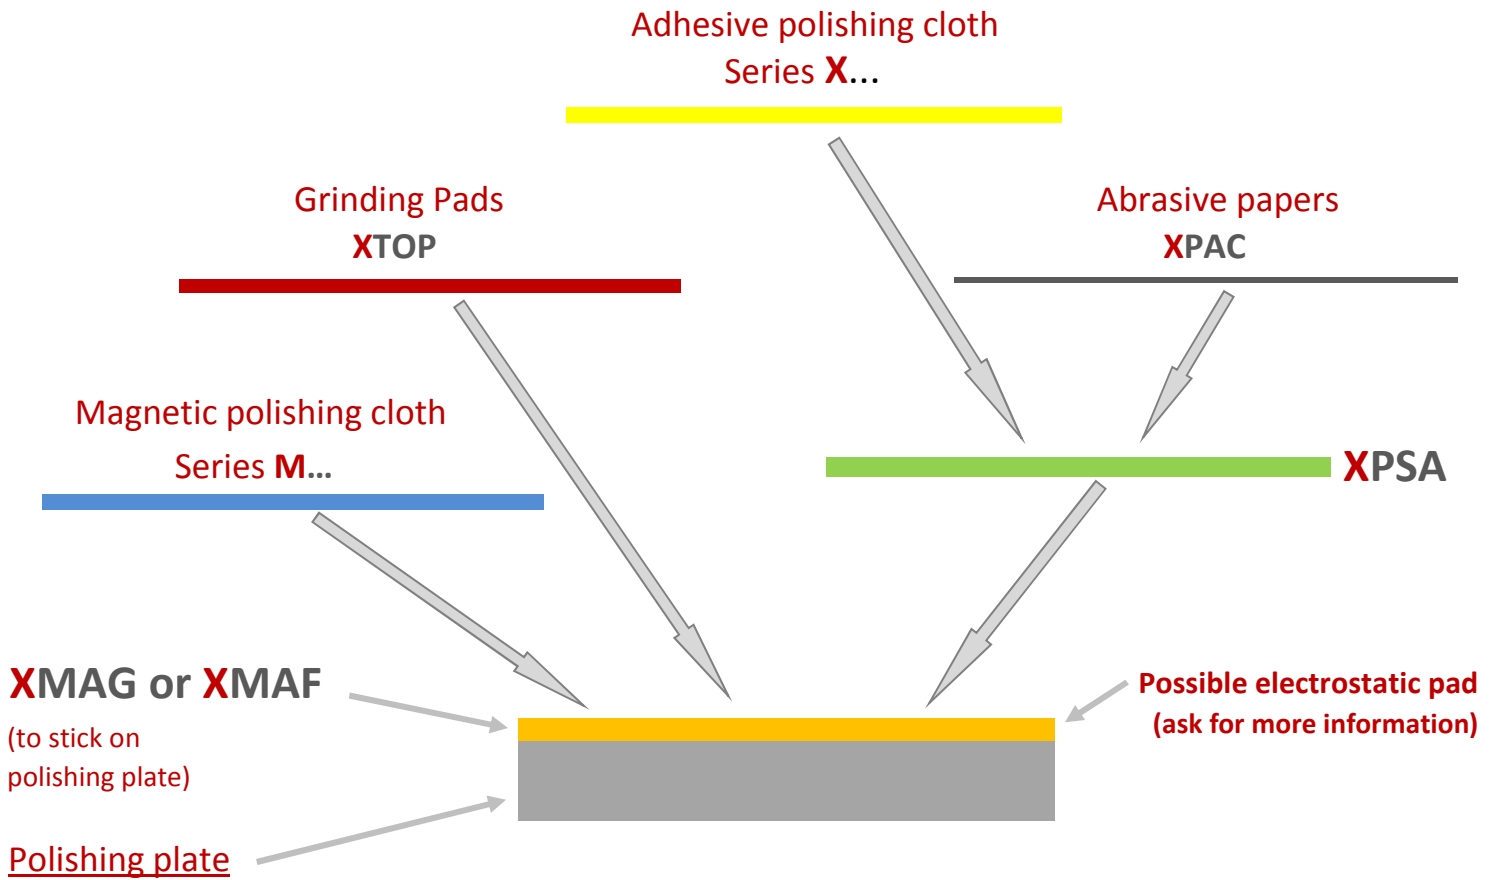 Adhesive polishing cloth
Series X...
Grinding Pads
XTOP
Abrasive papers
XPAC
Magnetic polishing cloth
Series M...
XPSA
XMAG or XMAF
(to stick on
polishing plate)
Possible electrostatic pad
(ask for more information)
Polishing plate